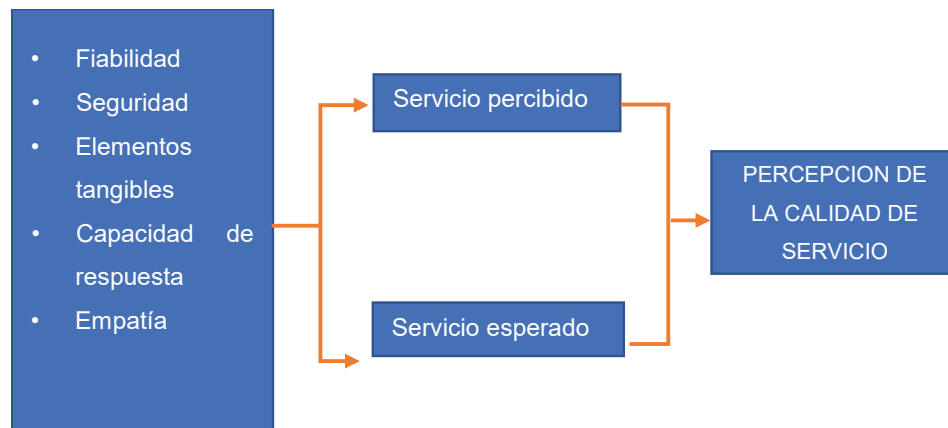 • Fiabilidad
• Seguridad
• Elementos
tangibles
• Capacidad de
respuesta
• Empatía
Servicio percibido
Servicio esperado
PERCEPCION DE
LA CALIDAD DE
SERVICIO